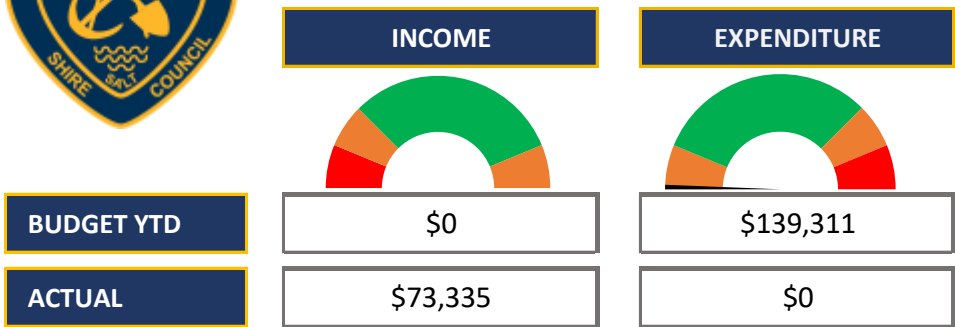 SHIRE
SALT
COUNCIL
INCOME
EXPENDITURE
BUDGET YTD
$0
$139,311
ACTUAL
$73,335
$0